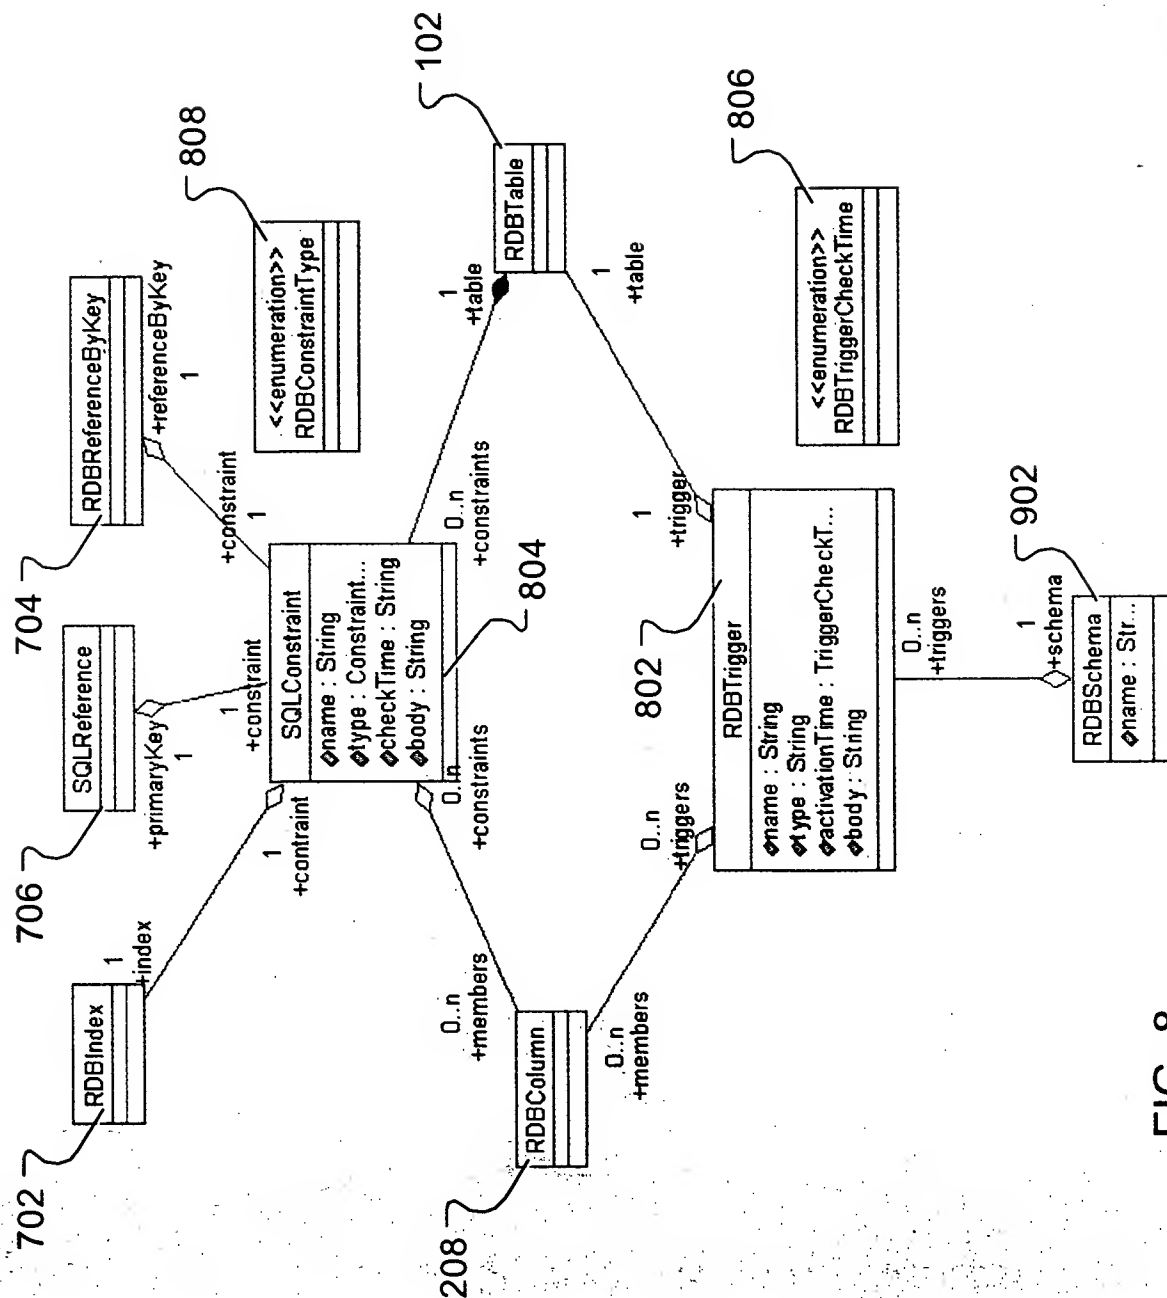 702
RDBIndex
1
+index
706
SQLReference
+primaryKey
1
704
RDBReferenceByKey
+referenceByKey
1
808
<<enumeration>>
RDBConstraintType
1
+contraint
1
+constraint
+constraint
1
SQLConstraint
name : String
type : Constraint...
checkTime : String
body : String
804
0..n
+constraints
0..n
+constraints
1
+table
102
RDBTable
1
+table
0..n
+members
208
RDBColumn
0..n
+members
0..n
+triggers
802
1
+trigger
RDBTrigger
name : String
type : String
activationTime : TriggerCheckT...
body : String
806
<<enumeration>>
RDBTriggerCheckTime
0..n
+triggers
1
+schema
902
RDBSchema
name : Str...
FIG. 8